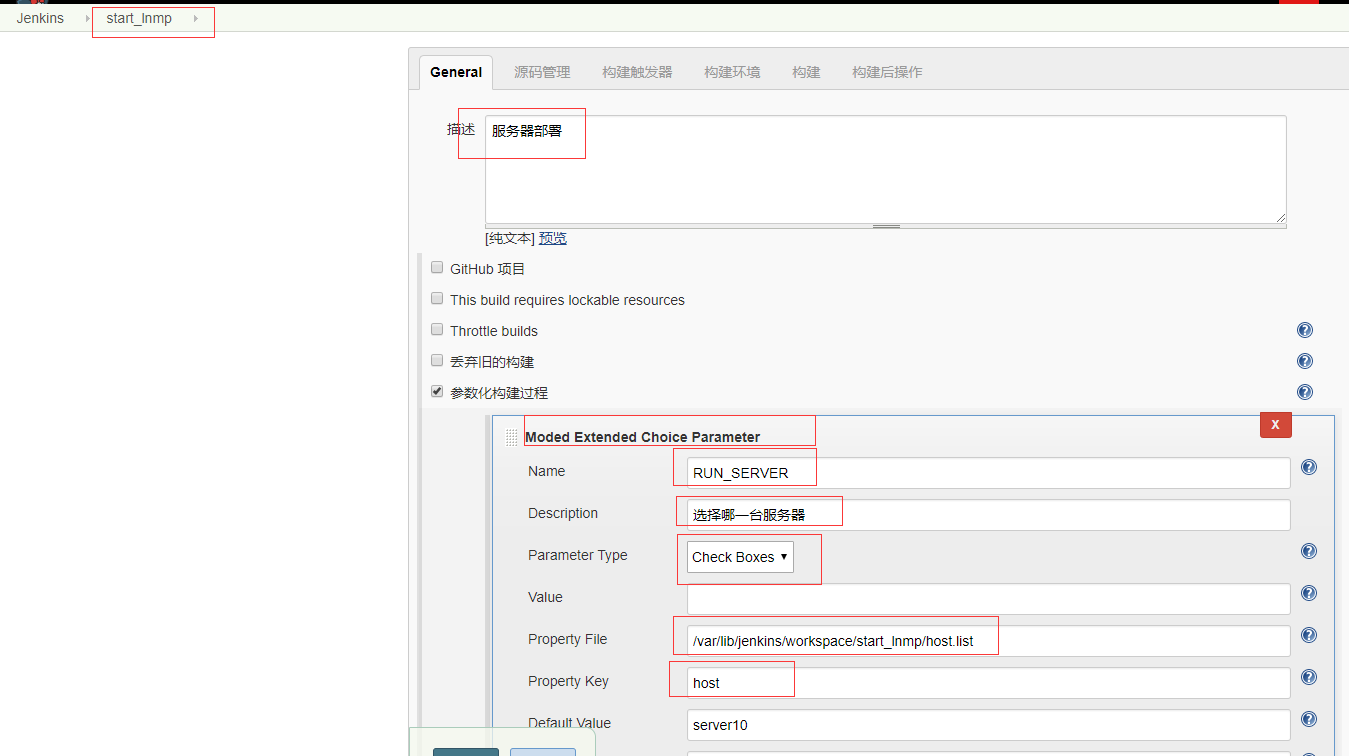 Jenkins
start_lnmp
General 源码管理 构建触发器 构建环境 构建 构建后操作
描述 服务器部署
[纯文本] 预览
GitHub 项目
This build requires lockable resources
Throttle builds
丢弃旧的构建
参数化构建过程
X
Moded Extended Choice Parameter
Name RUN_SERVER
Description 选择哪一台服务器
Parameter Type Check Boxes
Value
Property File /var/lib/jenkins/workspace/start_lnmp/host.list
Property Key host
Default Value server10